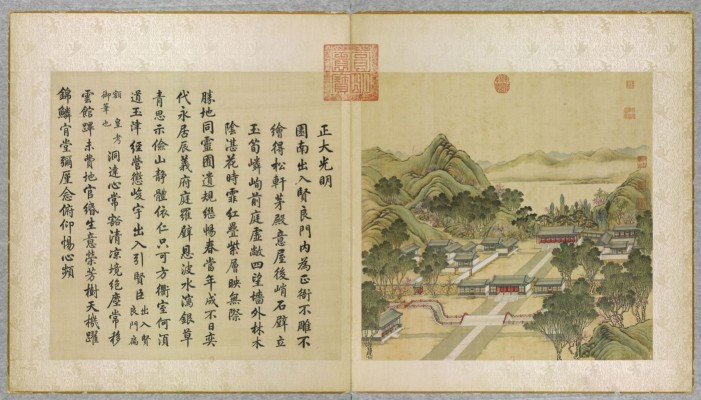 正大光明
園南出入賢良門內為正衙不雕不
繪得松軒茅殿意屋後峭石壁立
玉筍嶙峋前庭虛敞四望墻外林木
陰湛花時霏紅疊紫層映無際
勝地同靈囿遺規繼暢春當年成不日奕
代永居辰義府庭羅壁恩波水瀉銀草
青思示儉山靜體依仁只可方衢室何須
道玉津經營懲峻宇出入引賢臣出入賢良門扁
額皇考御筆也洞達心常豁清涼境絕塵常移
雲館蹕未費地官緡生意榮芳樹天機躍
錦鱗肯堂彌厪念俯仰惕心頻